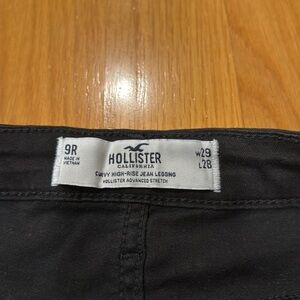 9R
MADE IN
VIETNAM
HOLLISTER
CALIFORNIA
CURVY HIGH-RISE JEAN LEGGING
HOLLISTER ADVANCED STRETCH
W29
L28